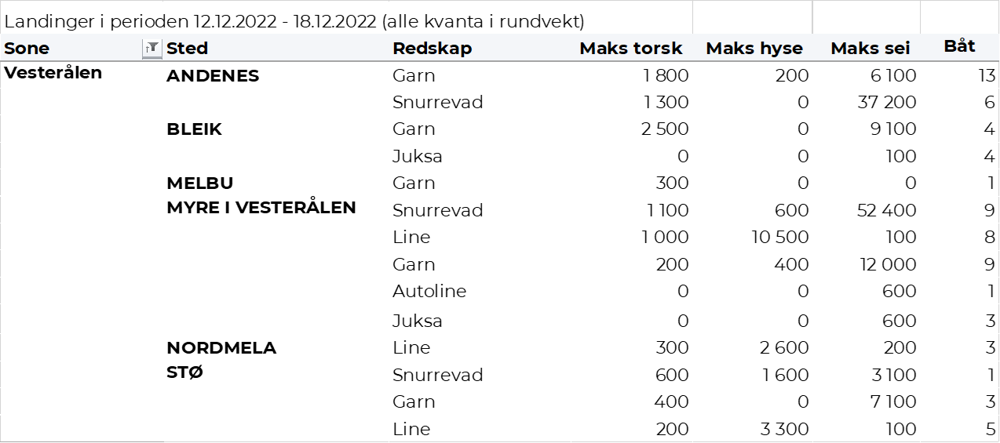 Landinger i perioden 12.12.2022 - 18.12.2022 (alle kvanta i rundvekt)
Sone Sted Redskap Maks torsk Maks hyse Maks sei Båt
Vesterålen ANDENES Garn 1 800 200 6 100 13
Snurrevad 1 300 0 37 200 6
BLEIK Garn 2 500 0 9 100 4
Juksa 0 0 100 4
MELBU Garn 300 0 0 1
MYRE I VESTERÅLEN Snurrevad 1 100 600 52 400 9
Line 1 000 10 500 100 8
Garn 200 400 12 000 9
Autoline 0 0 600 1
Juksa 0 0 600 3
NORDMELA Line 300 2 600 200 3
STØ Snurrevad 600 1 600 3 100 1
Garn 400 0 7 100 3
Line 200 3 300 100 5